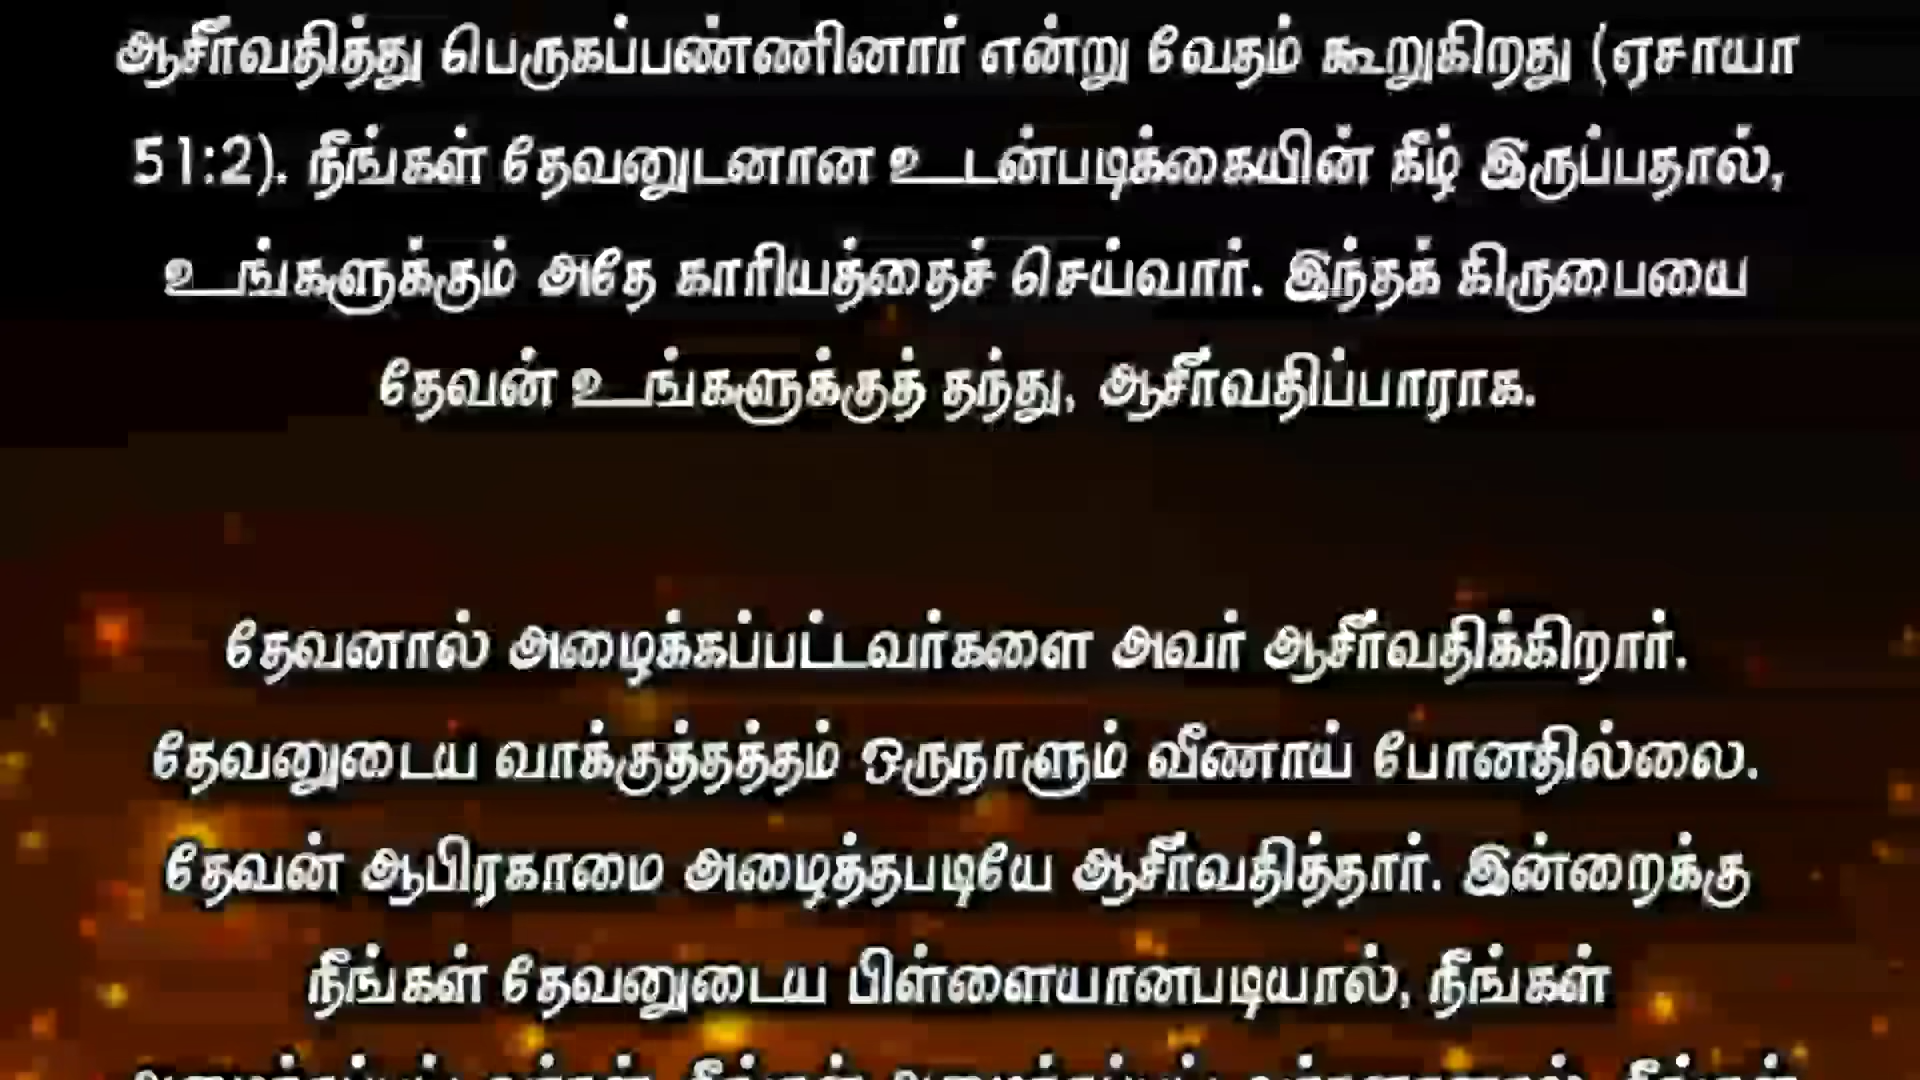 ஆசீர்வதித்து பெருகப்பண்ணினார் என்று வேதம் கூறுகிறது (ஏசாயா
51:2). நீங்கள் தேவனுடனான உடன்படிக்கையின் கீழ் இருப்பதால்,
உங்களுக்கும் அதே காரியத்தைச் செய்வார். இந்தக் கிருபையை
தேவன் உங்களுக்குத் தந்து, ஆசீர்வதிப்பாராக.
தேவனால் அழைக்கப்பட்டவர்களை அவர் ஆசீர்வதிக்கிறார்.
தேவனுடைய வாக்குத்தத்தம் ஒருநாளும் வீணாய் போனதில்லை.
தேவன் ஆபிரகாமை அழைத்தபடியே ஆசீர்வதித்தார். இன்றைக்கு
நீங்கள் தேவனுடைய பிள்ளையானபடியால், நீங்கள்